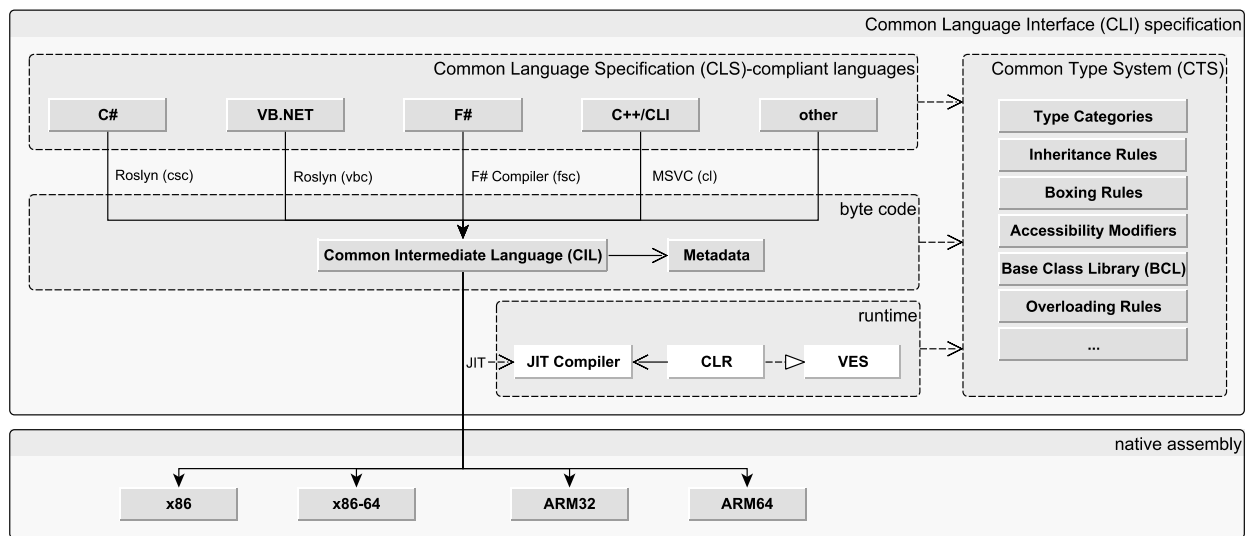 Common Language Interface (CLI) specification
Common Language Specification (CLS)-compliant languages
C#
VB.NET
F#
C++/CLI
other
Roslyn (csc)
Roslyn (vbc)
F# Compiler (fsc)
MSVC (cl)
byte code
Common Intermediate Language (CIL)
Metadata
runtime
JIT
JIT Compiler
CLR
VES
Common Type System (CTS)
Type Categories
Inheritance Rules
Boxing Rules
Accessibility Modifiers
Base Class Library (BCL)
Overloading Rules
...
native assembly
x86
x86-64
ARM32
ARM64